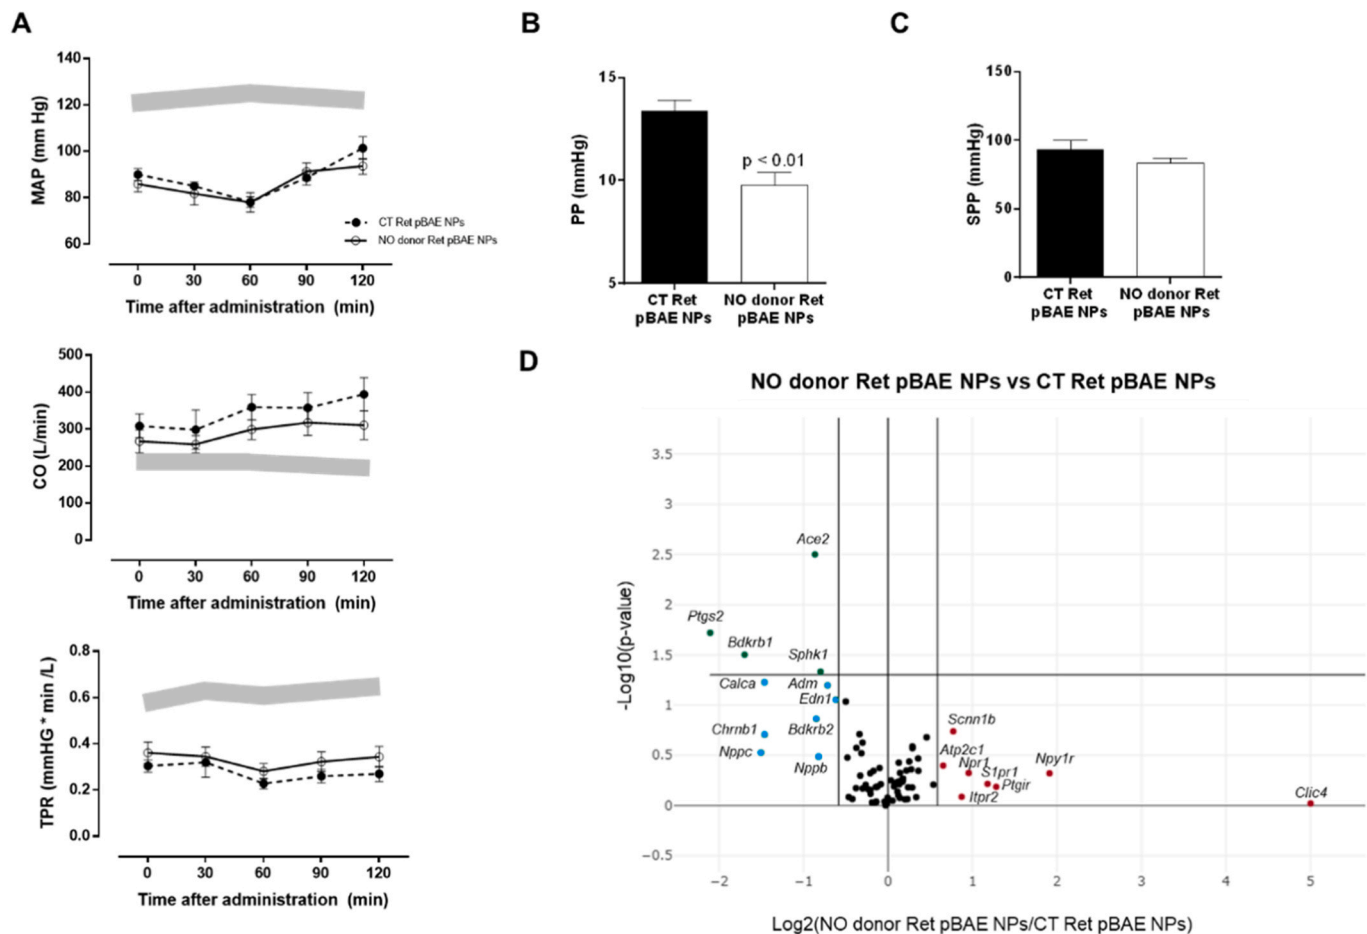 A
MAP (mm Hg)
140
120
100
80
60
CT Ret pBAE NPs
NO donor Ret pBAE NPs
0 30 60 90 120
Time after administration (min)
CO (L/min)
500
400
300
200
100
0
0 30 60 90 120
Time after administration (min)
TPR (mmHG * min /L)
0.8
0.6
0.4
0.2
0.0
0 30 60 90 120
Time after administration (min)
B
PP (mmHg)
15
10
5
p < 0.01
CT Ret
pBAE NPs
NO donor Ret
pBAE NPs
C
SPP (mmHg)
150
100
50
0
CT Ret
pBAE NPs
NO donor Ret
pBAE NPs
D
NO donor Ret pBAE NPs vs CT Ret pBAE NPs
-Log10(p-value)
3.5
3
2.5
2
1.5
1
0.5
0
−0.5
Ace2
Ptgs2
Bdkrb1
Sphk1
Calca
Adm
Edn1
Chrnb1
Bdkrb2
Nppc
Nppb
Scnn1b
Atp2c1
Npr1
S1pr1
Ptgir
Itpr2
Npy1r
Clic4
−2 −1 0 1 2 3 4 5
Log2(NO donor Ret pBAE NPs/CT Ret pBAE NPs)